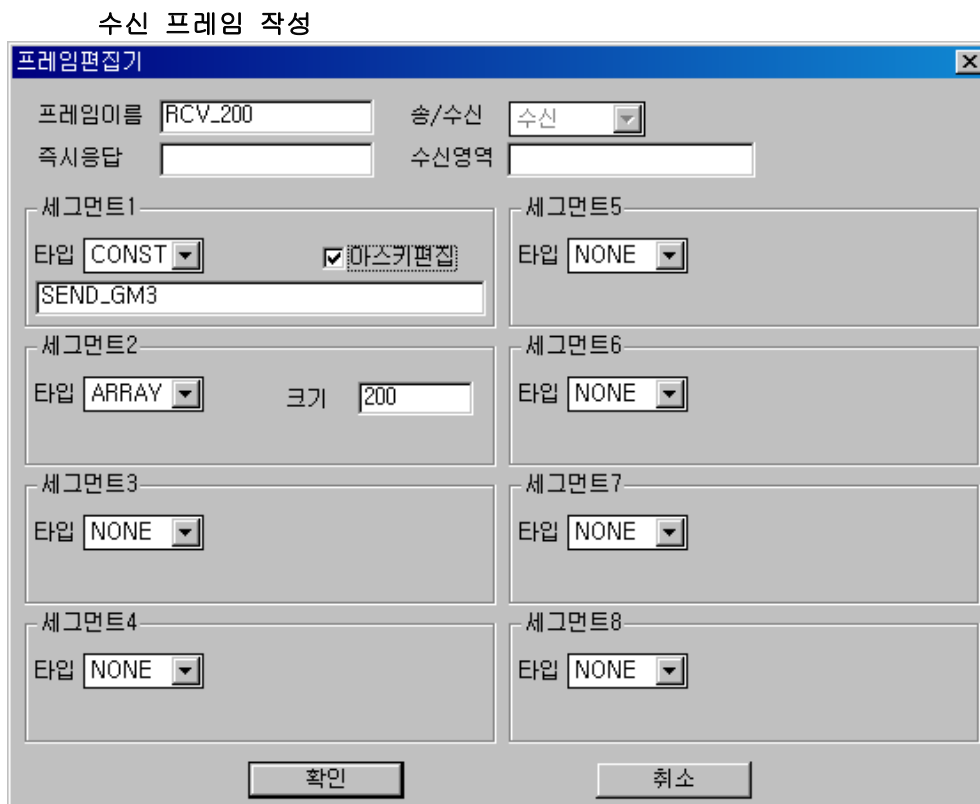 수신 프레임 작성
프레임편집기
프레임이름 RCV_200 송/수신 수신
즉시응답 수신영역
세그먼트1
타입 CONST 아스키편집
SEND_GM3
세그먼트5
타입 NONE
세그먼트2
타입 ARRAY 크기 200
세그먼트6
타입 NONE
세그먼트3
타입 NONE
세그먼트7
타입 NONE
세그먼트4
타입 NONE
세그먼트8
타입 NONE
확인 취소